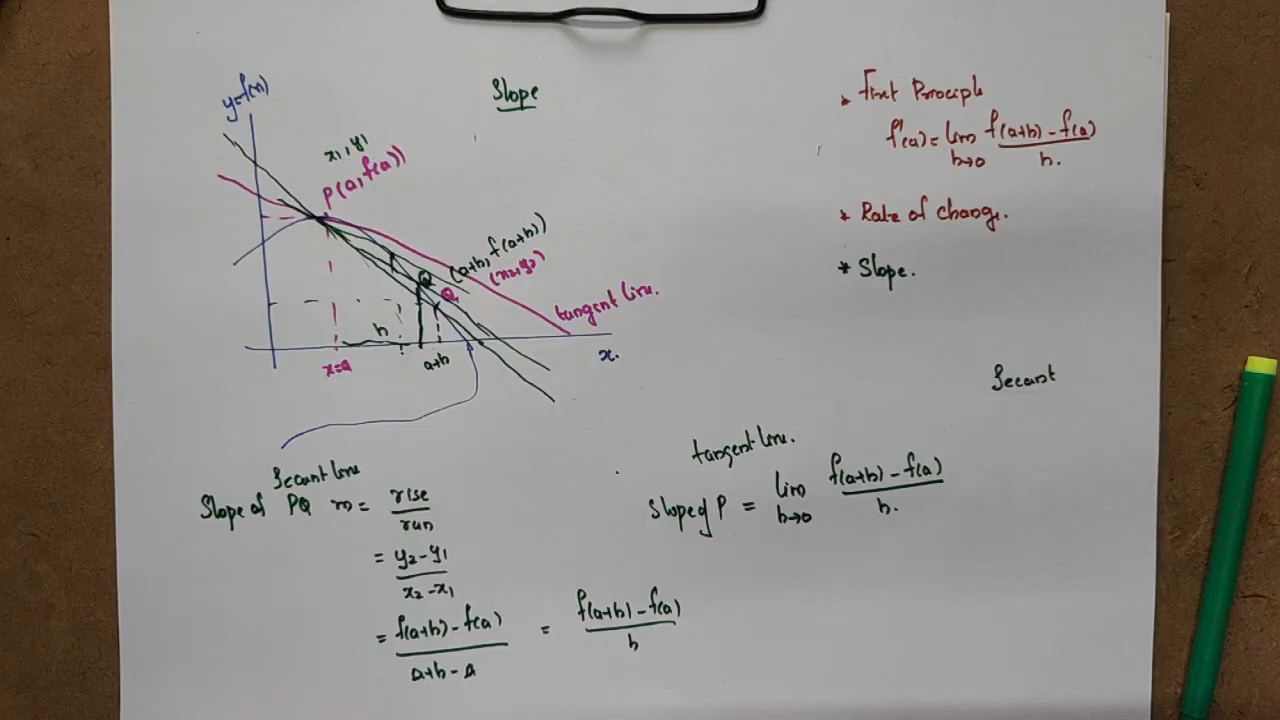 Slope
y=f(x)
x₁, y₁
P(a, f(a))
(a+h, f(a+h))
(x₂, y₂)
Q
Q
tangent line.
h
x=a
a+h
x.
* First Principle
f'(a) = lim h→0 f(a+h) - f(a) / h.
* Rate of change.
* Slope.
Secant
Secant line
Slope of PQ m = rise / run
= y₂ - y₁ / x₂ - x₁
= f(a+h) - f(a) / a+h - a = f(a+h) - f(a) / h
tangent line.
Slope of P = lim h→0 f(a+h) - f(a) / h.